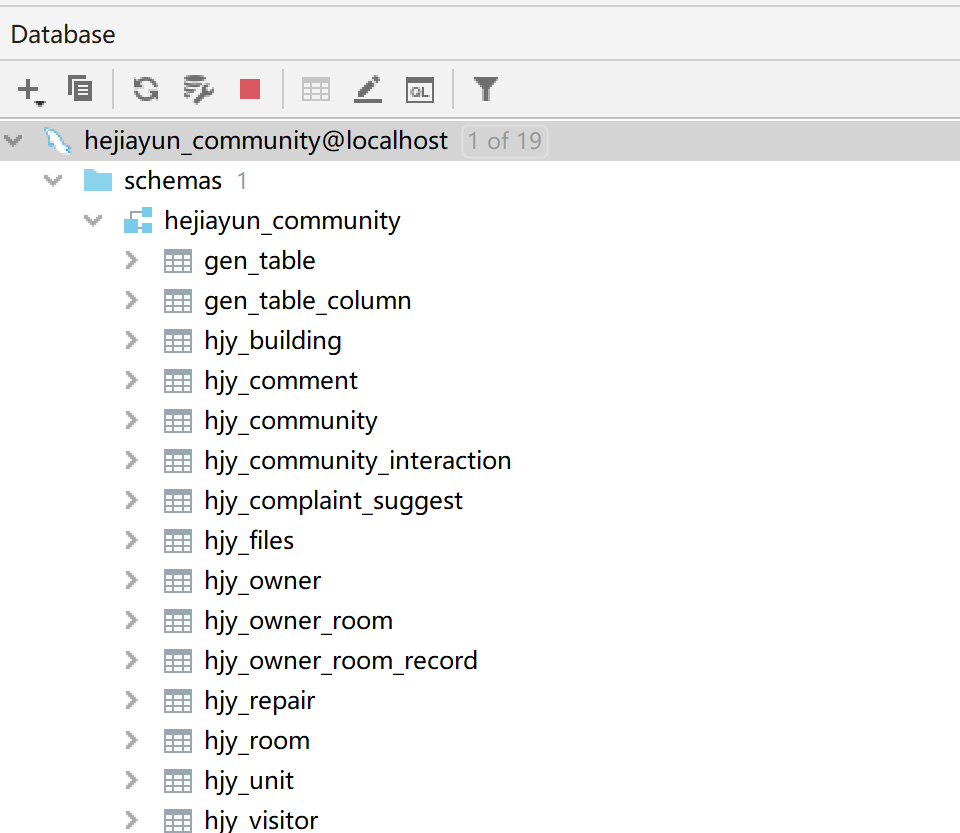 Database
QL
hejiayun_community@localhost 1 of 19
schemas 1
hejiayun_community
gen_table
gen_table_column
hjy_building
hjy_comment
hjy_community
hjy_community_interaction
hjy_complaint_suggest
hjy_files
hjy_owner
hjy_owner_room
hjy_owner_room_record
hjy_repair
hjy_room
hjy_unit
hjy_visitor